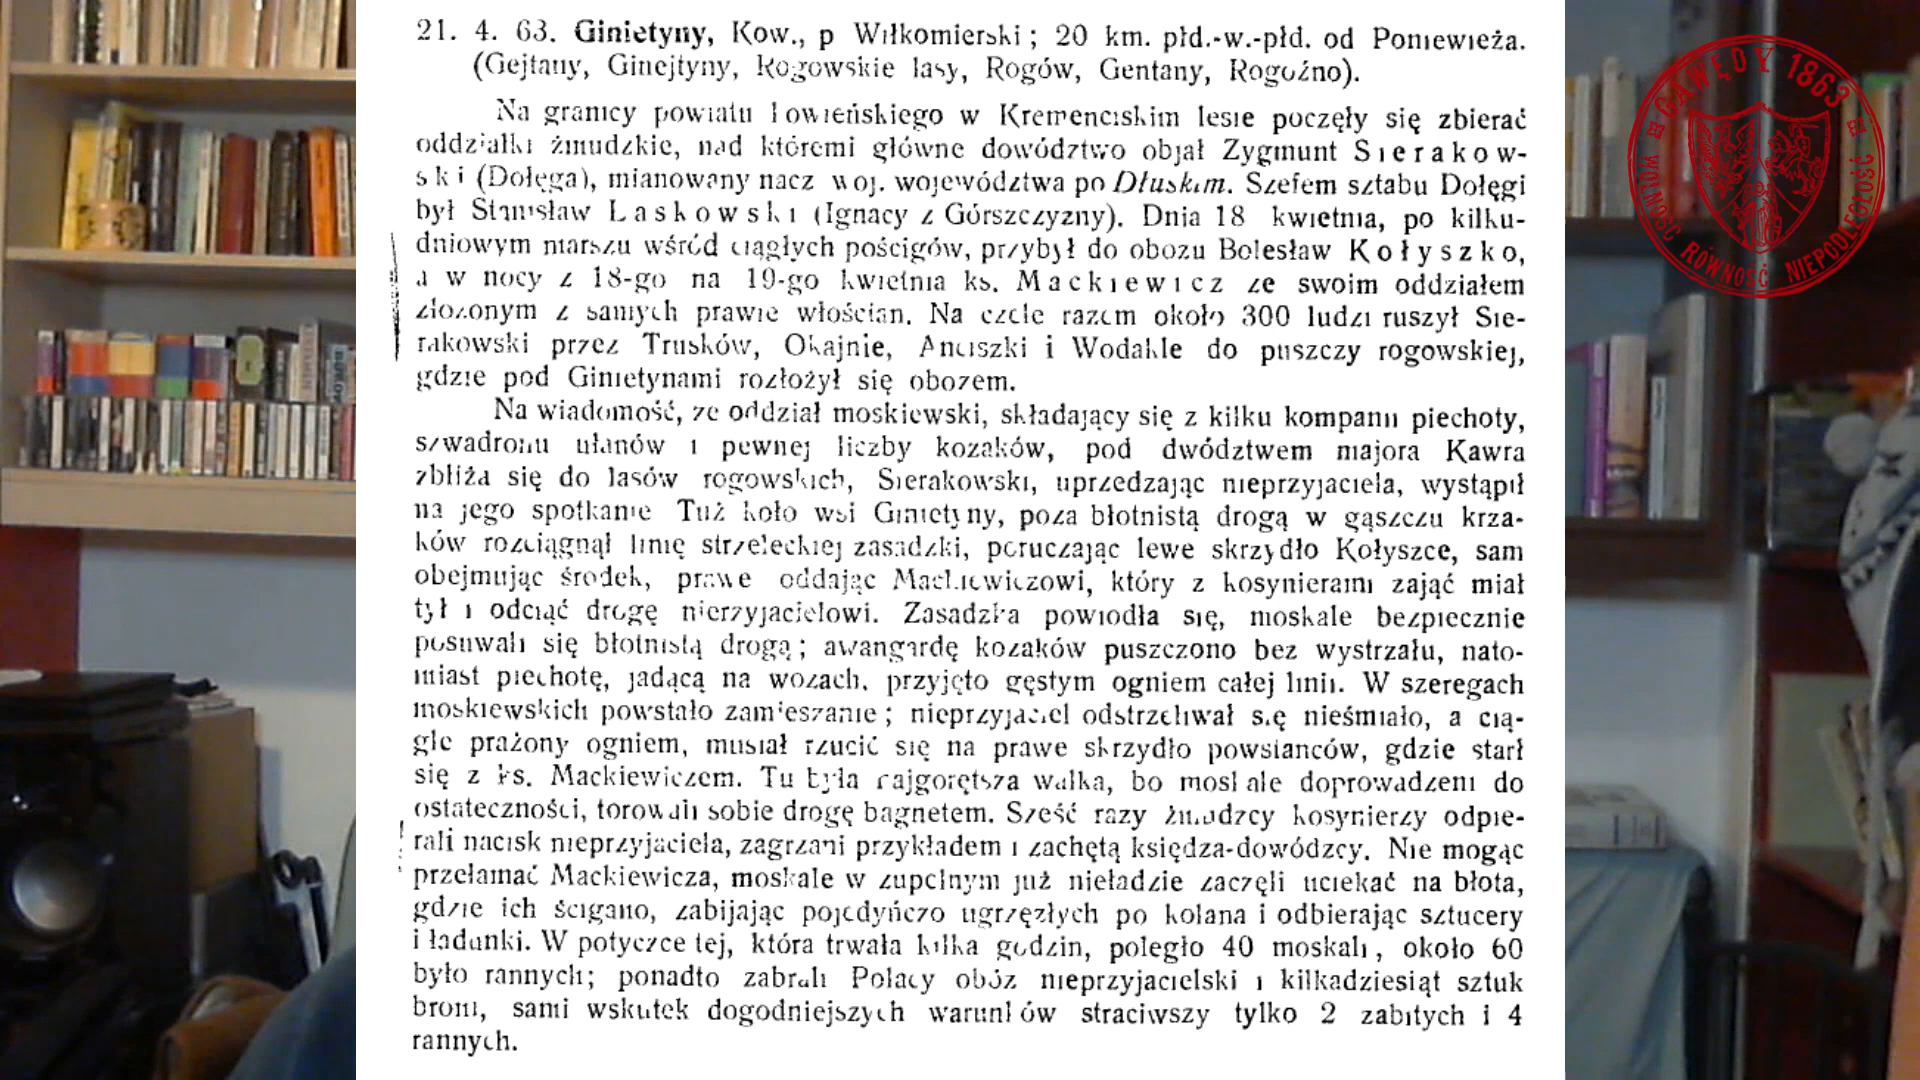 21. 4. 63. Ginietyny, Kow., p Wiłkomierski; 20 km. płd.-w.-płd. od Poniewieża.
(Gejtany, Ginejtyny, Rogowskie lasy, Rogów, Gentany, Rogoźno).
Na granicy powiatu Kowieńskiego w Kremenciskim lesie poczęły się zbierać
oddziałki żmudzkie, nad któremi główne dowództwo objął Zygmunt Sierakow-
ski (Dołęga), mianowany nacz woj. województwa po Dłuskim. Szefem sztabu Dołęgi
był Stanisław Laskowski (Ignacy z Górszczyzny). Dnia 18 kwietnia, po kilku-
dniowym marszu wśród ciągłych pościgów, przybył do obozu Bolesław Kołyszko,
a w nocy z 18-go na 19-go kwietnia ks. Mackiewicz ze swoim oddziałem
złożonym z samych prawie włościan. Na czele razem około 300 ludzi ruszył Sie-
rakowski przez Trusków, Okajnie, Anciszki i Wodakle do puszczy rogowskiej,
gdzie pod Ginietynami rozłożył się obozem.
Na wiadomość, że oddział moskiewski, składający się z kilku kompanii piechoty,
szwadronu ułanów i pewnej liczby kozaków, pod dwództwem majora Kawra
zbliża się do lasów rogowskich, Sierakowski, uprzedzając nieprzyjaciela, wystąpił
na jego spotkanie Tuż koło wsi Ginietyny, poza błotnistą drogą w gąszczu krza-
ków rozciągnął linię strzeleckiej zasadzki, poruczając lewe skrzydło Kołyszce, sam
obejmując środek, prawe oddając Mackiewiczowi, który z kosynierami zająć miał
tył i odciąć drogę nierzyjacielowi. Zasadzka powiodła się, moskale bezpiecznie
posuwali się błotnistą drogą; awangardę kozaków puszczono bez wystrzału, nato-
miast piechotę, jadącą na wozach, przyjęto gęstym ogniem całej linii. W szeregach
moskiewskich powstało zamieszanie; nieprzyjaciel odstrzeliwał się nieśmiało, a cią-
gle prażony ogniem, musiał rzucić się na prawe skrzydło powstańców, gdzie starł
się z ks. Mackiewiczem. Tu była najgorętsza walka, bo moskale doprowadzeni do
ostateczności, torowali sobie drogę bagnetem. Sześć razy żmudzcy kosynierzy odpie-
rali nacisk nieprzyjaciela, zagrzani przykładem i zachętą księdza-dowódzcy. Nie mogąc
przełamać Mackiewicza, moskale w zupełnym już nieładzie zaczęli uciekać na błota,
gdzie ich ścigano, zabijając pojedyńczo ugrzęzłych po kolana i odbierając sztucery
i ładunki. W potyczce tej, która trwała kilka godzin, poległo 40 moskali, około 60
było rannych; ponadto zabrali Polacy obóz nieprzyjacielski i kilkadziesiąt sztuk
broni, sami wskutek dogodniejszych warunków straciwszy tylko 2 zabitych i 4
rannych.
GAWĘDY 1863
WOLNOŚĆ RÓWNOŚĆ NIEPODLEGŁOŚĆ